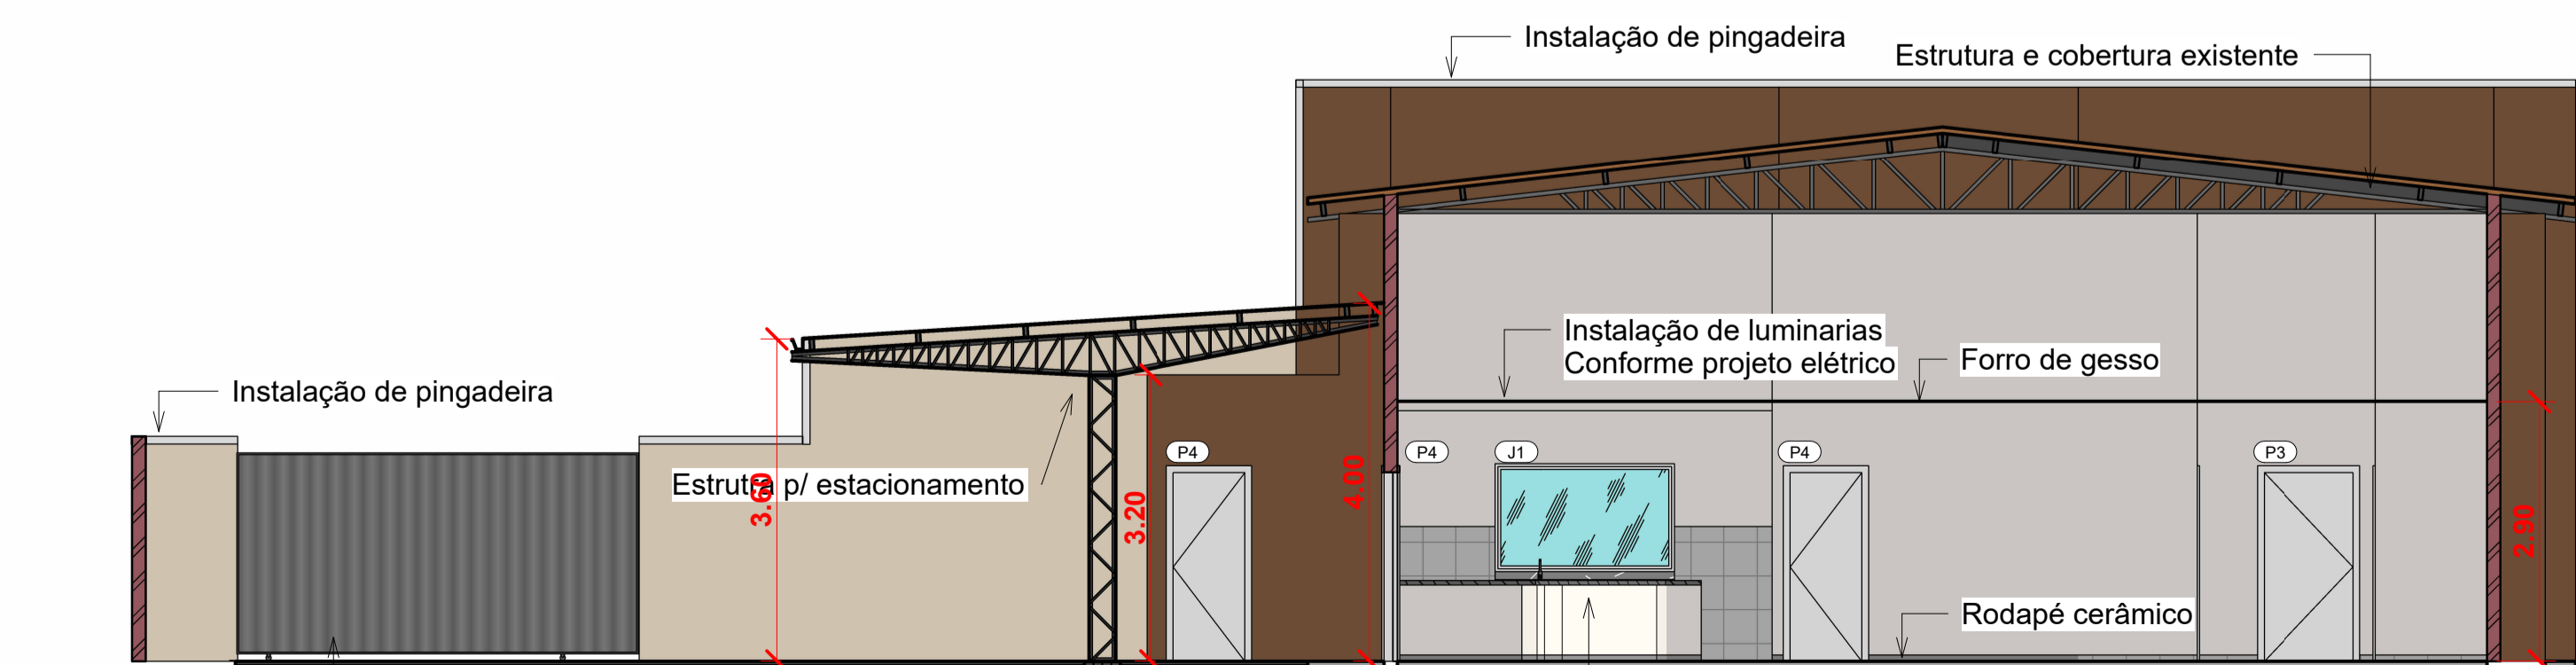 Instalação de pingadeira
Estrutura e cobertura existente
Instalação de luminarias
Conforme projeto elétrico
Forro de gesso
Instalação de pingadeira
P4
P4
J1
P4
P3
Estrutra p/ estacionamento
3.60
3.20
4.00
2.90
Rodapé cerâmico